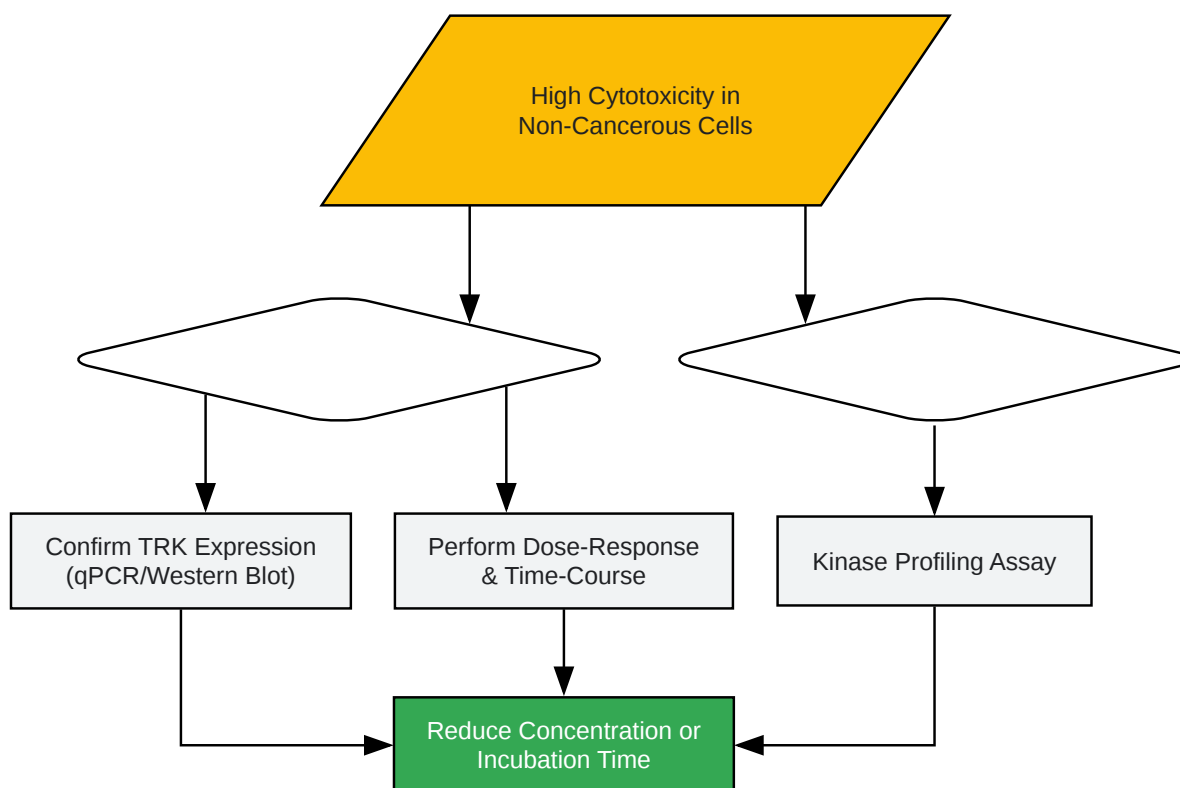 High Cytotoxicity in
Non-Cancerous Cells
Confirm TRK Expression
(qPCR/Western Blot)
Perform Dose-Response
& Time-Course
Kinase Profiling Assay
Reduce Concentration or
Incubation Time